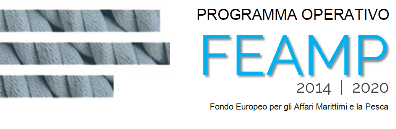 PROGRAMMA OPERATIVO
FEAMP
2014 | 2020
Fondo Europeo per gli Affari Marittimi e la Pesca